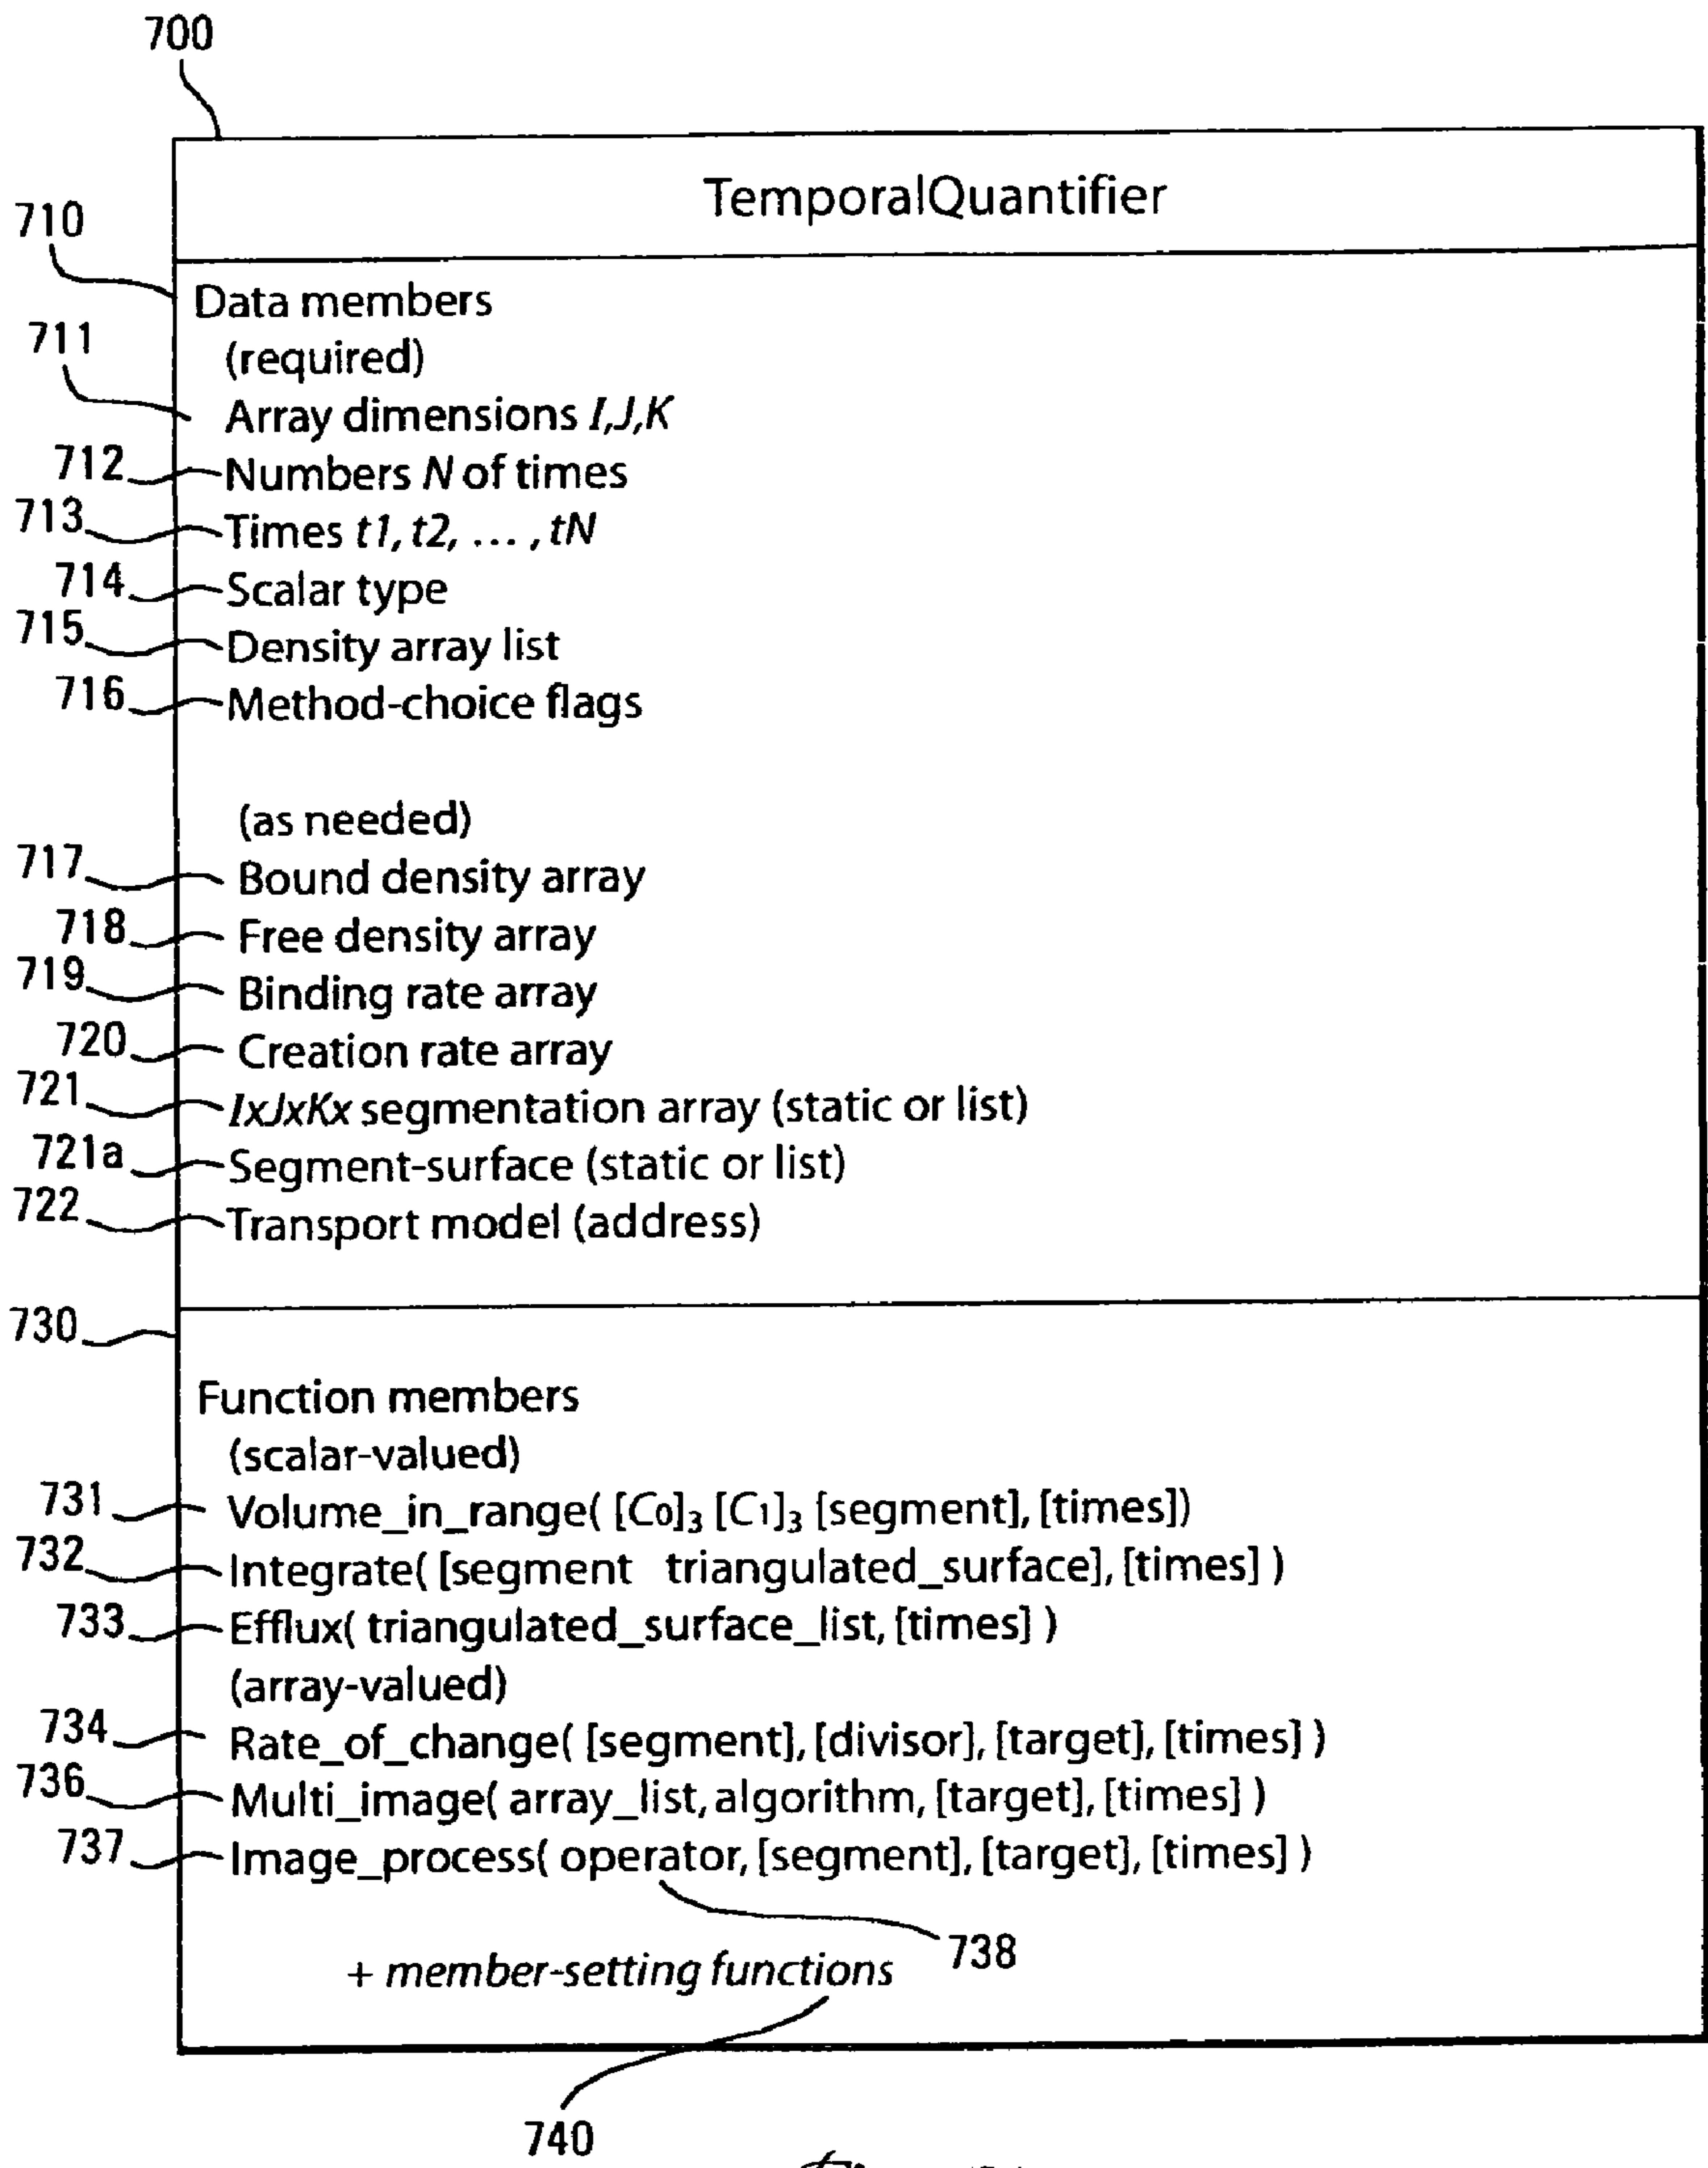 700
TemporalQuantifier
710
Data members
711
(required)
Array dimensions I,J,K
712 Numbers N of times
713 Times t1, t2, ... , tN
714 Scalar type
715 Density array list
716 Method-choice flags
(as needed)
717 Bound density array
718 Free density array
719 Binding rate array
720 Creation rate array
721 IxJxKx segmentation array (static or list)
721a Segment-surface (static or list)
722 Transport model (address)
730
Function members
(scalar-valued)
731 Volume_in_range( [C0]3 [C1]3 [segment], [times])
732 Integrate( [segment triangulated_surface], [times] )
733 Efflux( triangulated_surface_list, [times] )
(array-valued)
734 Rate_of_change( [segment], [divisor], [target], [times] )
736 Multi_image( array_list, algorithm, [target], [times] )
737 Image_process( operator, [segment], [target], [times] )
738
+ member-setting functions
740